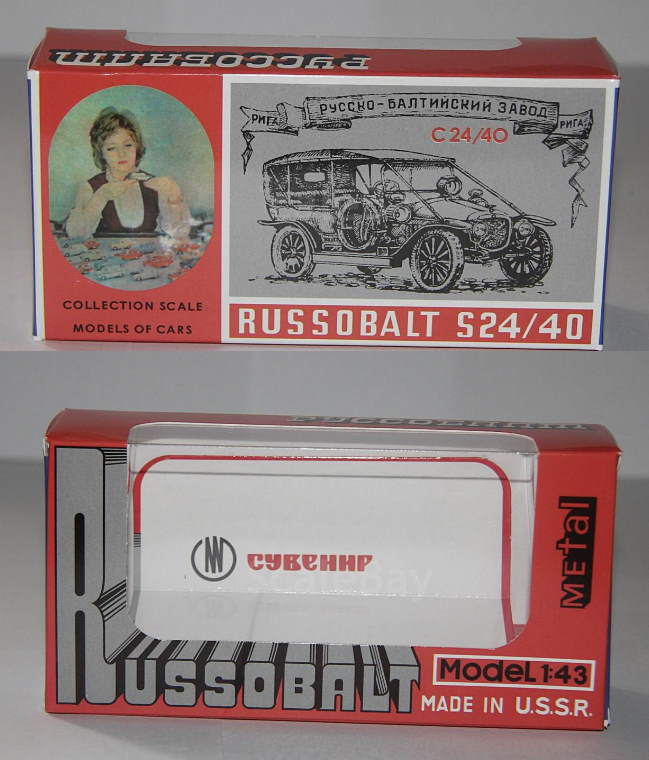 РУССОБАЛТ
РИГА
РУССКО-БАЛТИЙСКИЙ ЗАВОД
РИГА
С 24/40
COLLECTION SCALE
MODELS OF CARS
RUSSOBALT S24/40
РУССОБАЛТ
СУВЕНИР
ScaleBay
METAL
RUSSOBALT
MODEL 1:43
MADE IN U.S.S.R.